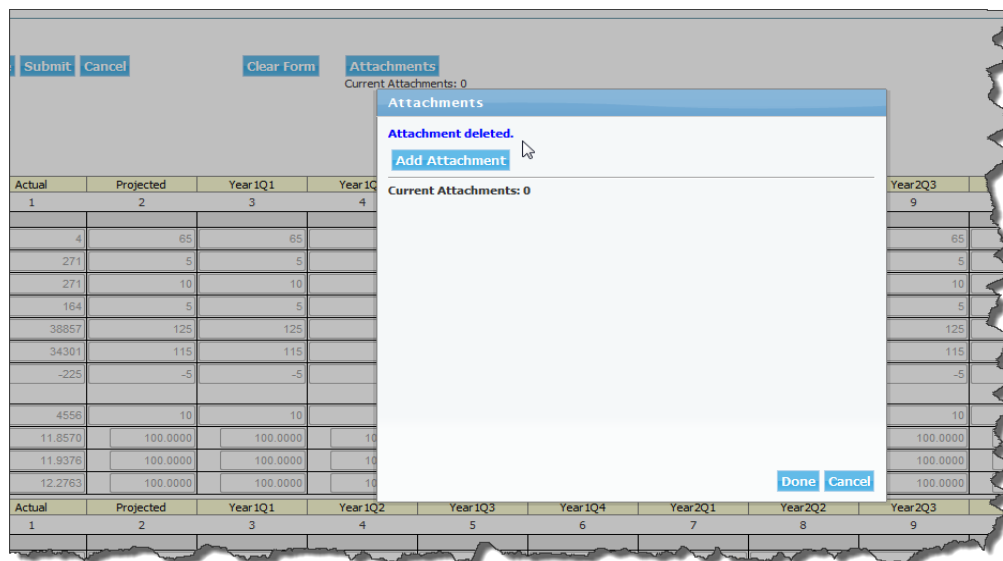 Submit Cancel Clear Form Attachments
Current Attachments: 0
Attachments
Attachment deleted.
Add Attachment
Current Attachments: 0
Actual Projected Year1Q1 Year1Q Year2Q3
1 2 3 4 9
4 65 65 65
271 5 5 5
271 10 10 10
164 5 5 5
38857 125 125 125
34301 115 115 115
-225 -5 -5 -5
4556 10 10 10
11.8570 100.0000 100.0000 10 100.0000
11.9376 100.0000 100.0000 10 100.0000
12.2763 100.0000 100.0000 10 100.0000
Done Cancel
Actual Projected Year1Q1 Year1Q2 Year1Q3 Year1Q4 Year2Q1 Year2Q2 Year2Q3
1 2 3 4 5 6 7 8 9